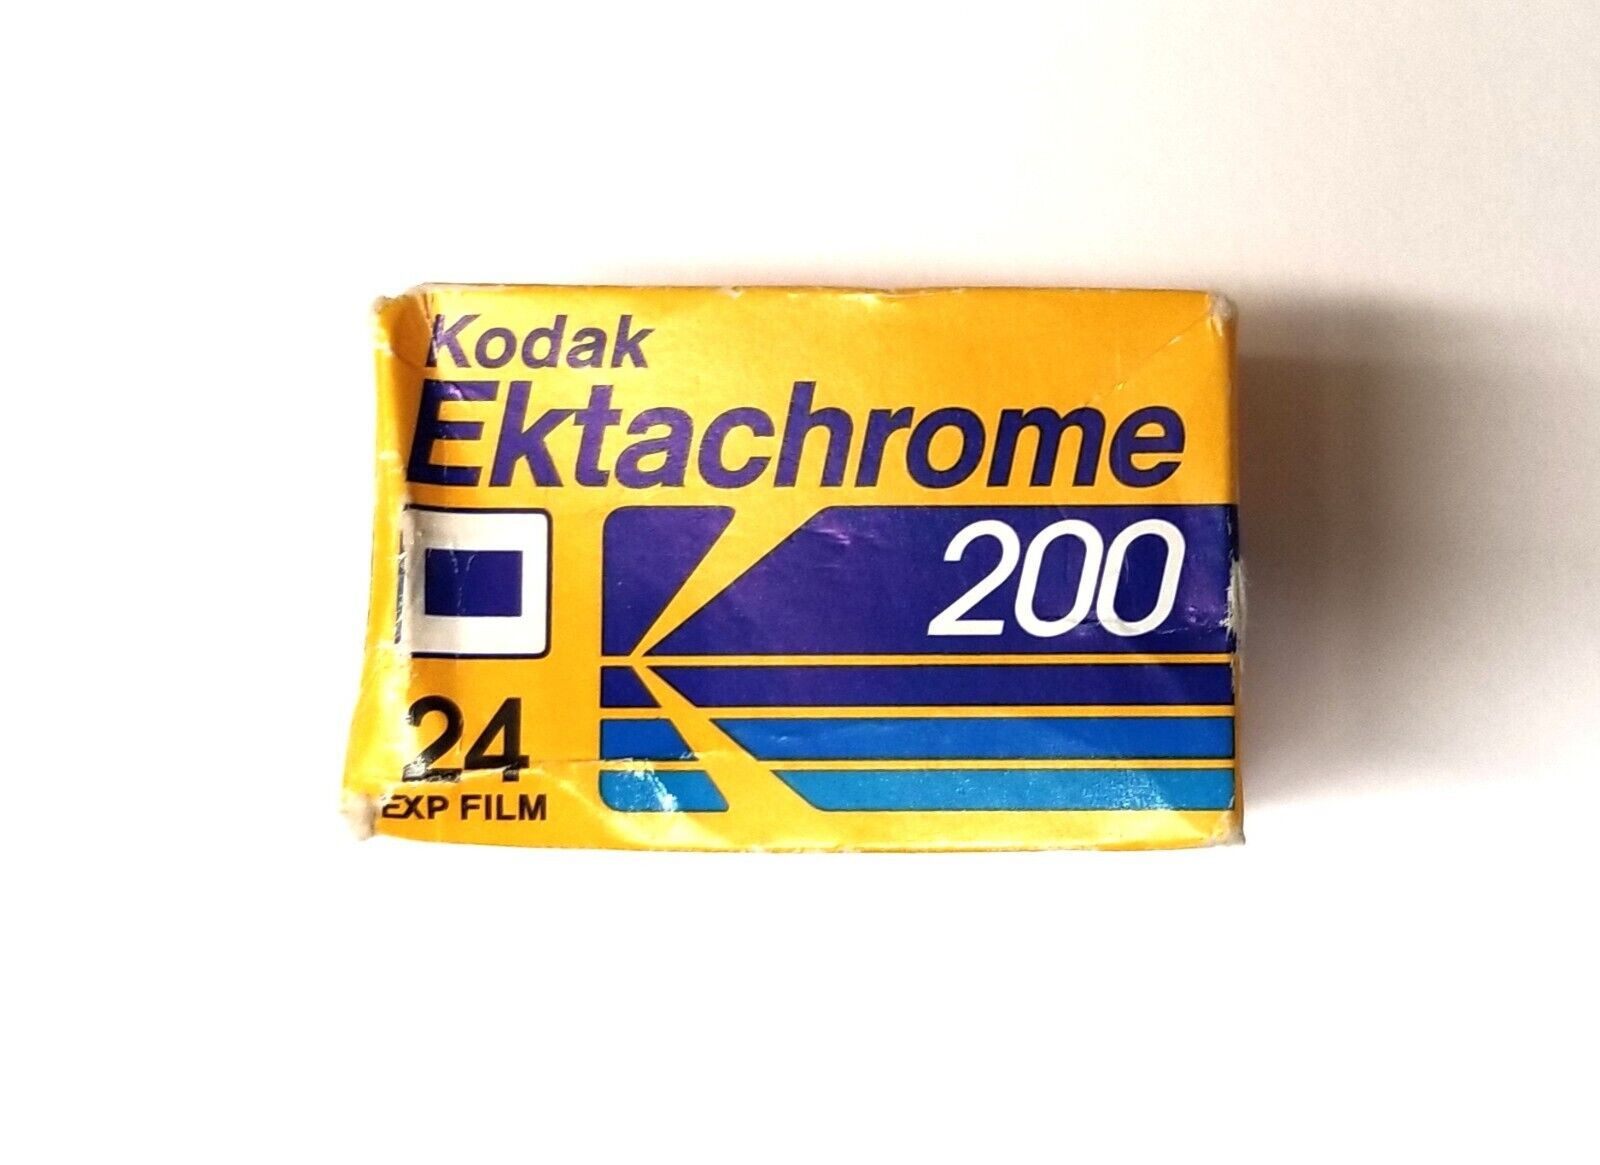 Kodak
Ektachrome
200
24
EXP FILM